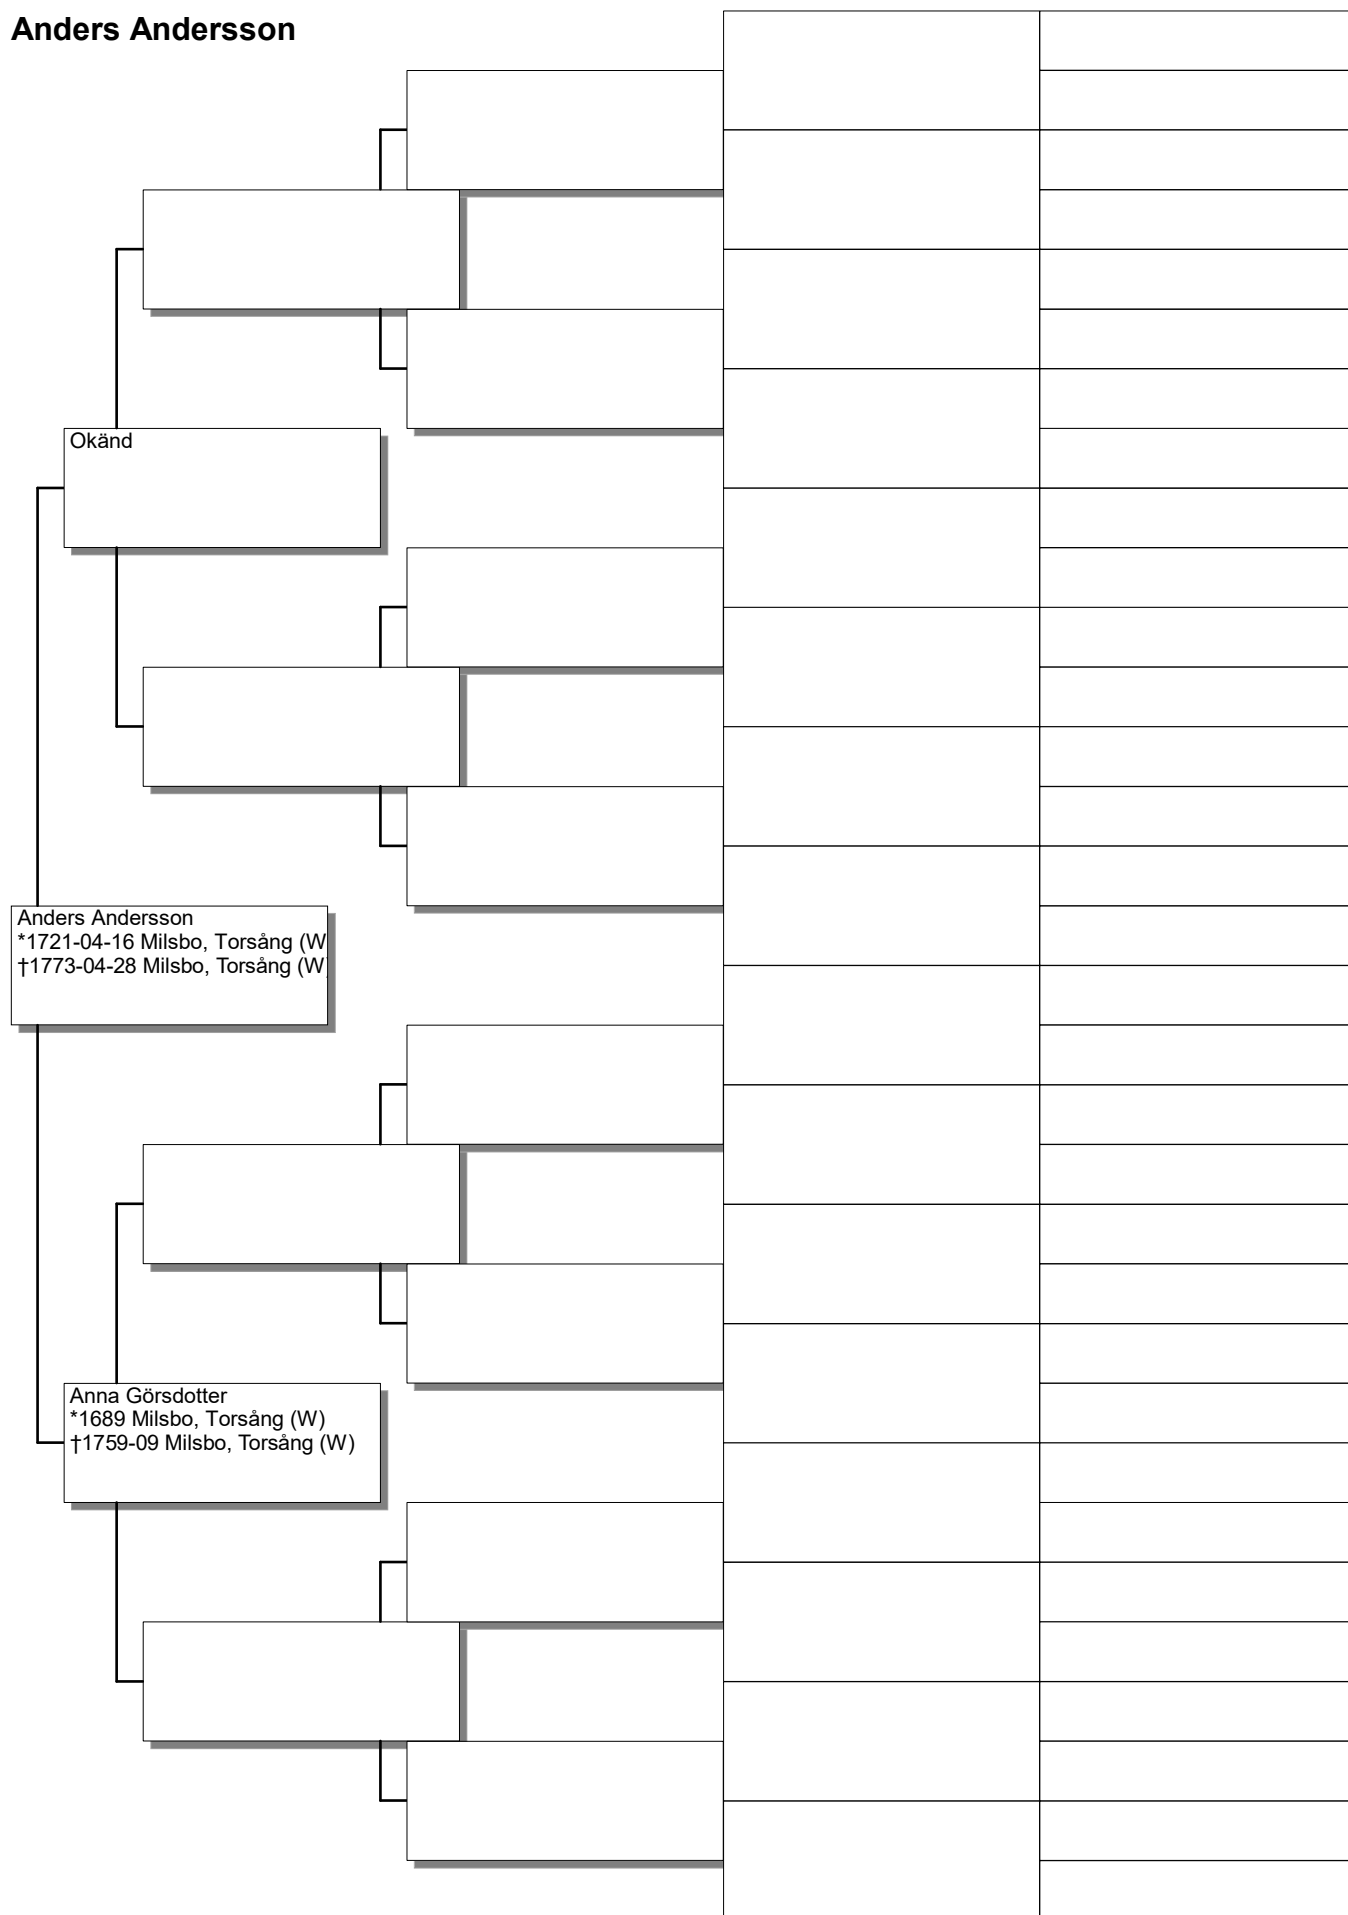 Anders Andersson
Okänd
Anders Andersson
*1721-04-16 Milsbo, Torsång (W
†1773-04-28 Milsbo, Torsång (W)
Anna Görsdotter
*1689 Milsbo, Torsång (W)
†1759-09 Milsbo, Torsång (W)